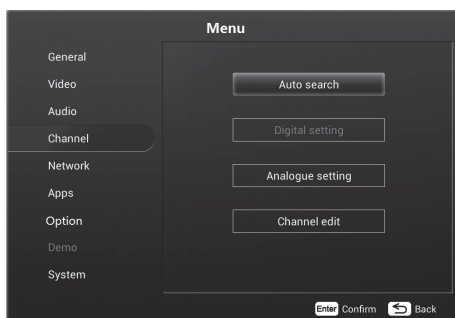 Menu
General
Video
Audio
Channel
Network
Apps
Option
Demo
System
Auto search
Digital setting
Analogue setting
Channel edit
Enter Confirm Back